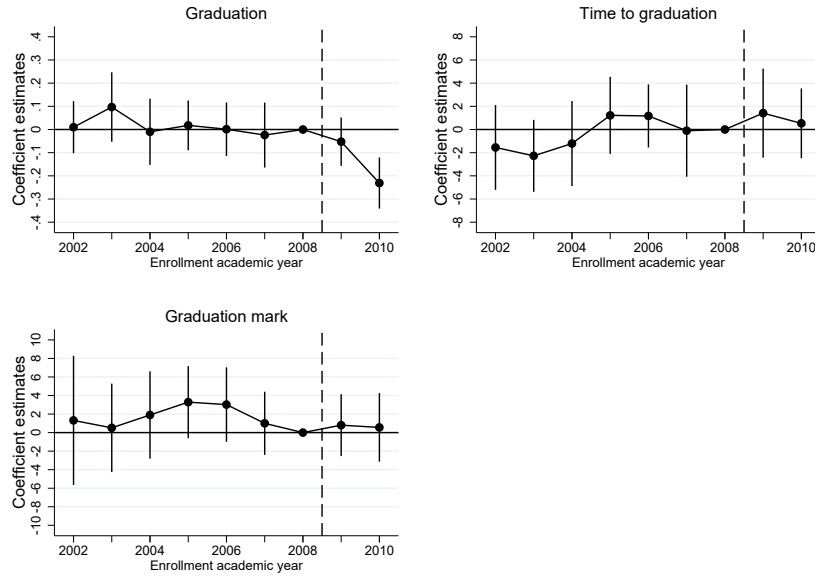 Graduation
Coefficient estimates
.4
.3
.2
.1
0
-.1
-.2
-.3
-.4
2002 2004 2006 2008 2010
Enrollment academic year
Time to graduation
Coefficient estimates
8
6
4
2
0
-2
-4
-6
-8
2002 2004 2006 2008 2010
Enrollment academic year
Graduation mark
Coefficient estimates
10
8
6
4
2
0
-2
-4
-6
-8
-10
2002 2004 2006 2008 2010
Enrollment academic year